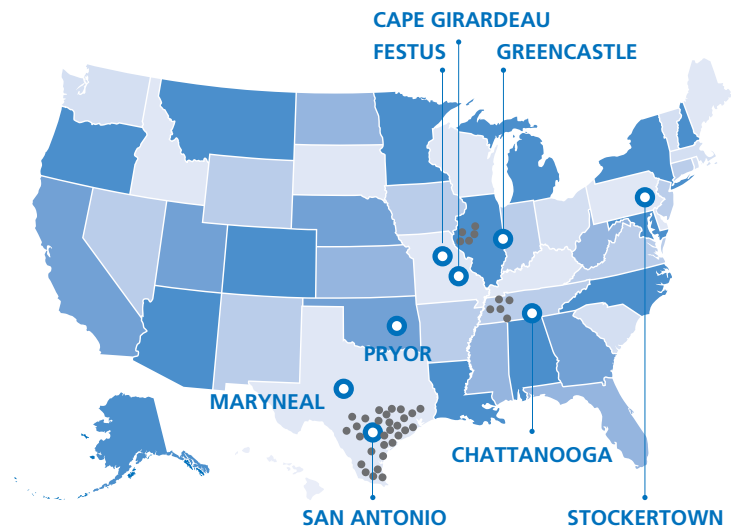 CAPE GIRARDEAU
FESTUS
GREENCASTLE
PRYOR
MARYNEAL
CHATTANOOGA
SAN ANTONIO
STOCKERTOWN